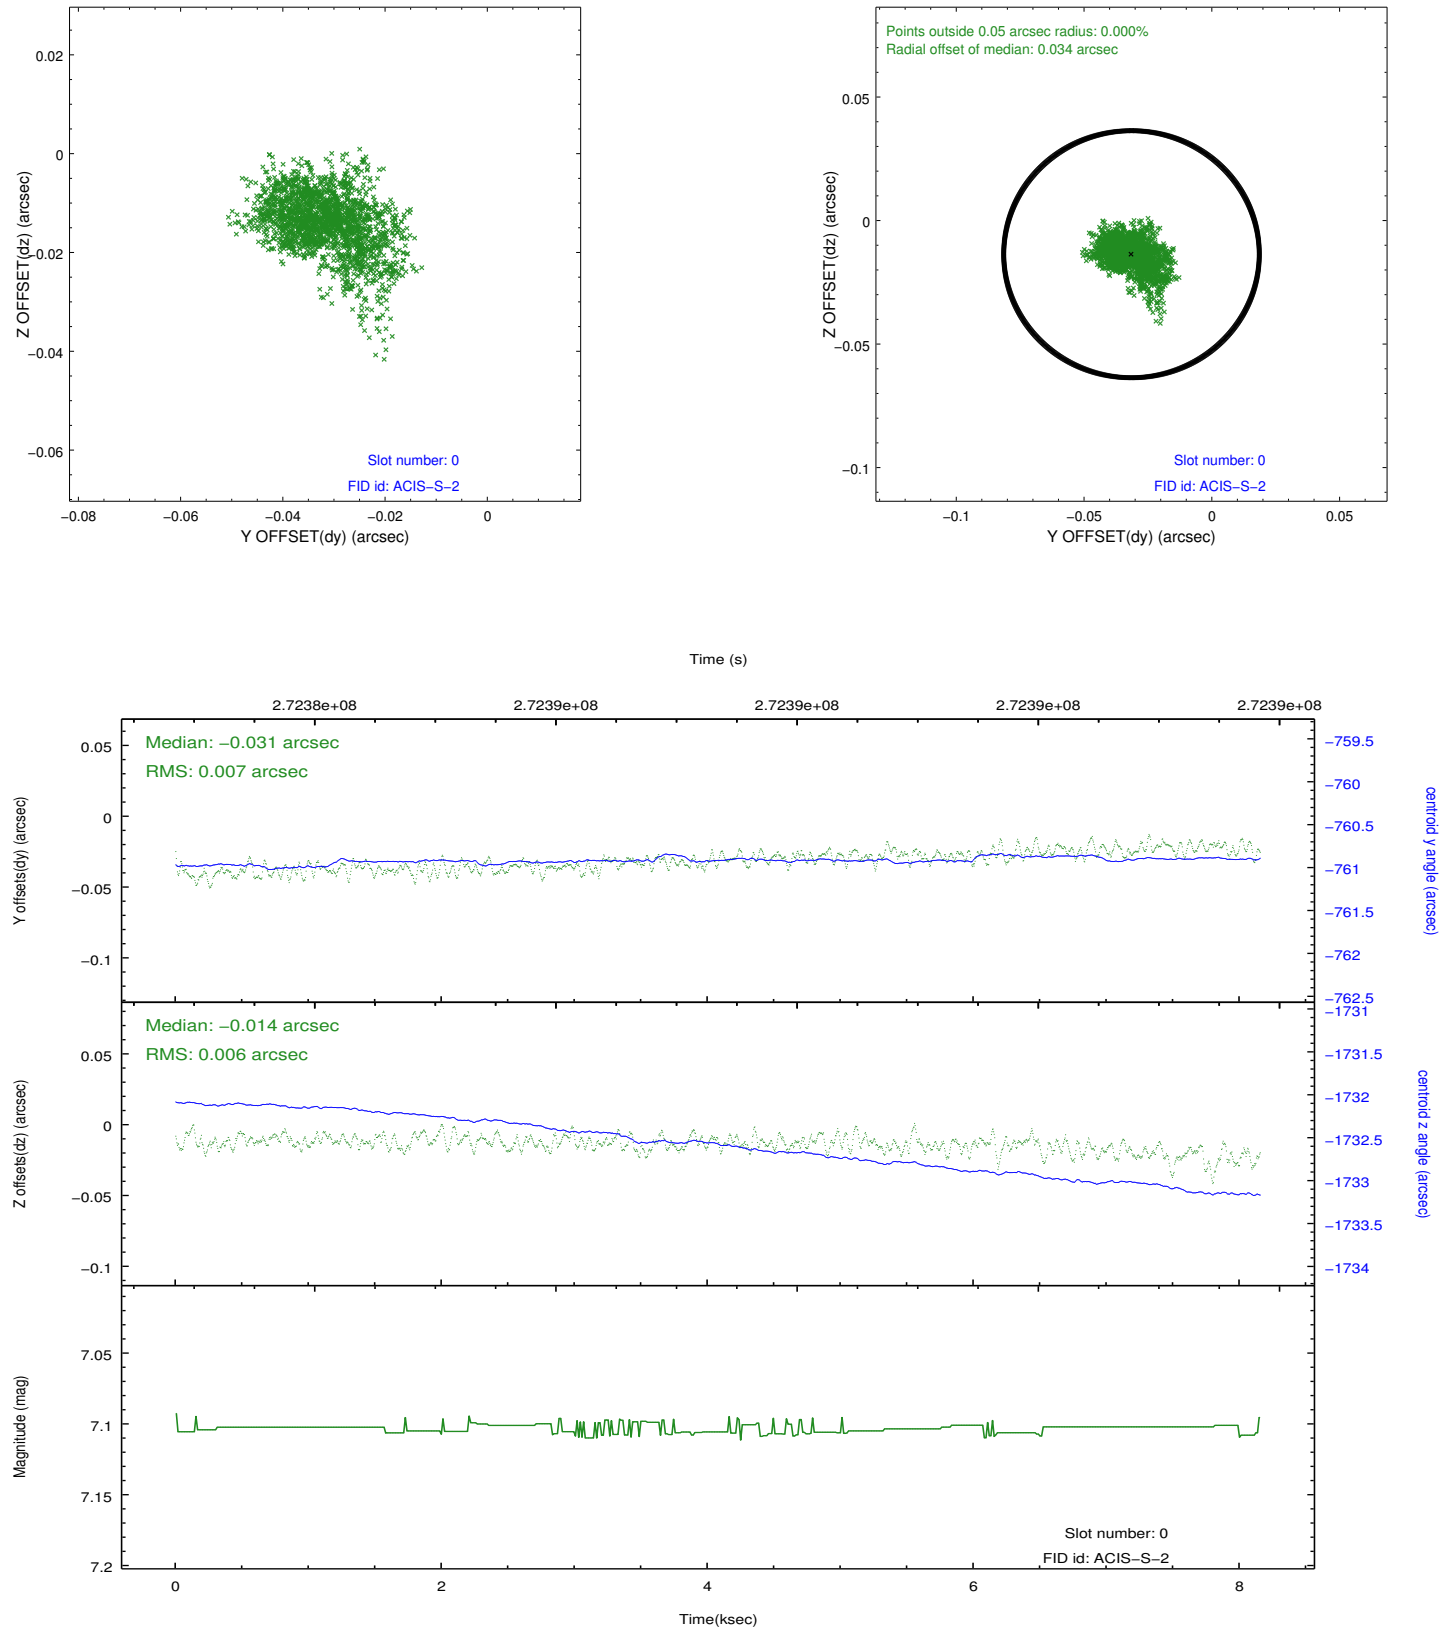 0.02
0
−0.02
−0.04
−0.06
Z OFFSET(dz) (arcsec)
Slot number: 0
FID id: ACIS−S−2
−0.08 −0.06 −0.04 −0.02 0
Y OFFSET(dy) (arcsec)
Points outside 0.05 arcsec radius: 0.000%
Radial offset of median: 0.034 arcsec
0.05
0
−0.05
−0.1
Z OFFSET(dz) (arcsec)
Slot number: 0
FID id: ACIS−S−2
−0.1 −0.05 0 0.05
Y OFFSET(dy) (arcsec)
Time (s)
2.7238e+08 2.7239e+08 2.7239e+08 2.7239e+08 2.7239e+08
Median: −0.031 arcsec
RMS: 0.007 arcsec
0.05
0
−0.05
−0.1
Y offsets(dy) (arcsec)
−759.5
−760
−760.5
−761
−761.5
−762
−762.5
centroid y angle (arcsec)
Median: −0.014 arcsec
RMS: 0.006 arcsec
0.05
0
−0.05
−0.1
Z offsets(dz) (arcsec)
−1731
−1731.5
−1732
−1732.5
−1733
−1733.5
−1734
centroid z angle (arcsec)
7.05
7.1
7.15
7.2
Magnitude (mag)
Slot number: 0
FID id: ACIS−S−2
0 2 4 6 8
Time(ksec)